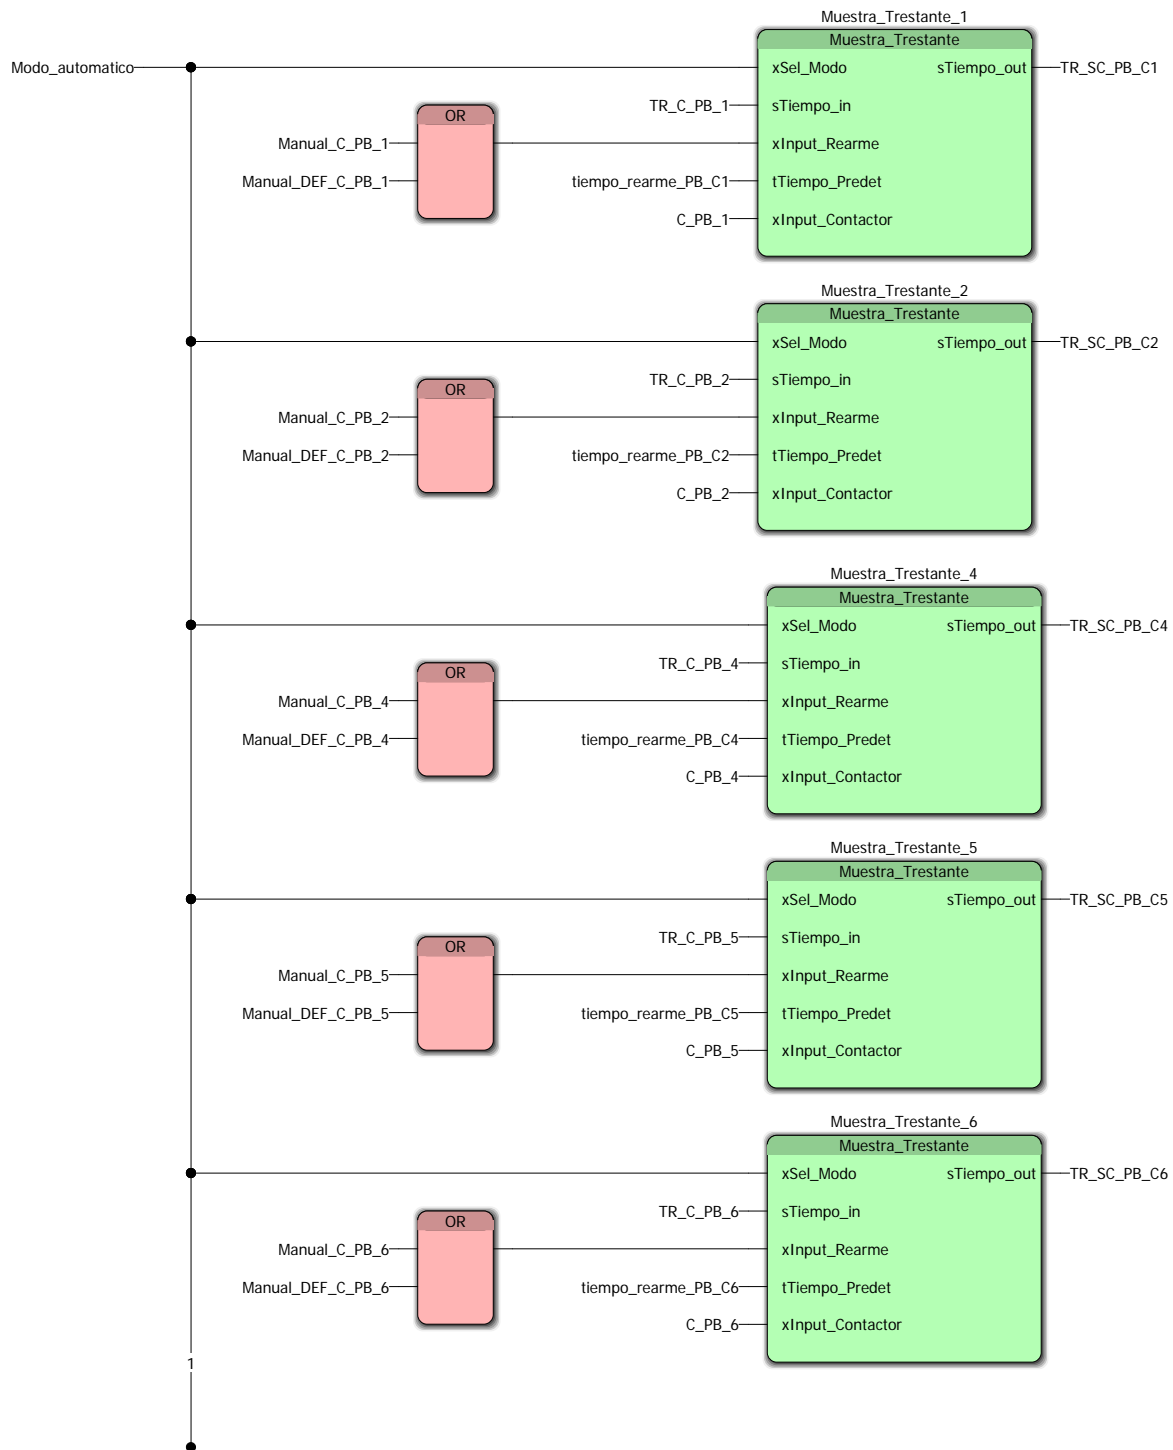 Muestra_Trestante_1
Muestra_Trestante
Modo_automatico xSel_Modo sTiempo_out TR_SC_PB_C1
TR_C_PB_1 sTiempo_in
OR
Manual_C_PB_1 xInput_Rearme
Manual_DEF_C_PB_1 tiempo_rearme_PB_C1 tTiempo_Predet
C_PB_1 xInput_Contactor
Muestra_Trestante_2
Muestra_Trestante
xSel_Modo sTiempo_out TR_SC_PB_C2
TR_C_PB_2 sTiempo_in
OR
Manual_C_PB_2 xInput_Rearme
Manual_DEF_C_PB_2 tiempo_rearme_PB_C2 tTiempo_Predet
C_PB_2 xInput_Contactor
Muestra_Trestante_4
Muestra_Trestante
xSel_Modo sTiempo_out TR_SC_PB_C4
TR_C_PB_4 sTiempo_in
OR
Manual_C_PB_4 xInput_Rearme
Manual_DEF_C_PB_4 tiempo_rearme_PB_C4 tTiempo_Predet
C_PB_4 xInput_Contactor
Muestra_Trestante_5
Muestra_Trestante
xSel_Modo sTiempo_out TR_SC_PB_C5
TR_C_PB_5 sTiempo_in
OR
Manual_C_PB_5 xInput_Rearme
Manual_DEF_C_PB_5 tiempo_rearme_PB_C5 tTiempo_Predet
C_PB_5 xInput_Contactor
Muestra_Trestante_6
Muestra_Trestante
xSel_Modo sTiempo_out TR_SC_PB_C6
TR_C_PB_6 sTiempo_in
OR
Manual_C_PB_6 xInput_Rearme
Manual_DEF_C_PB_6 tiempo_rearme_PB_C6 tTiempo_Predet
C_PB_6 xInput_Contactor
1